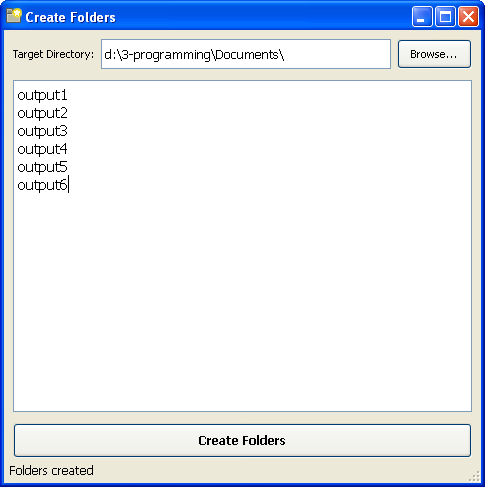 Create Folders
Target Directory: d:\3-programming\Documents\ Browse...
output1
output2
output3
output4
output5
output6
Create Folders
Folders created